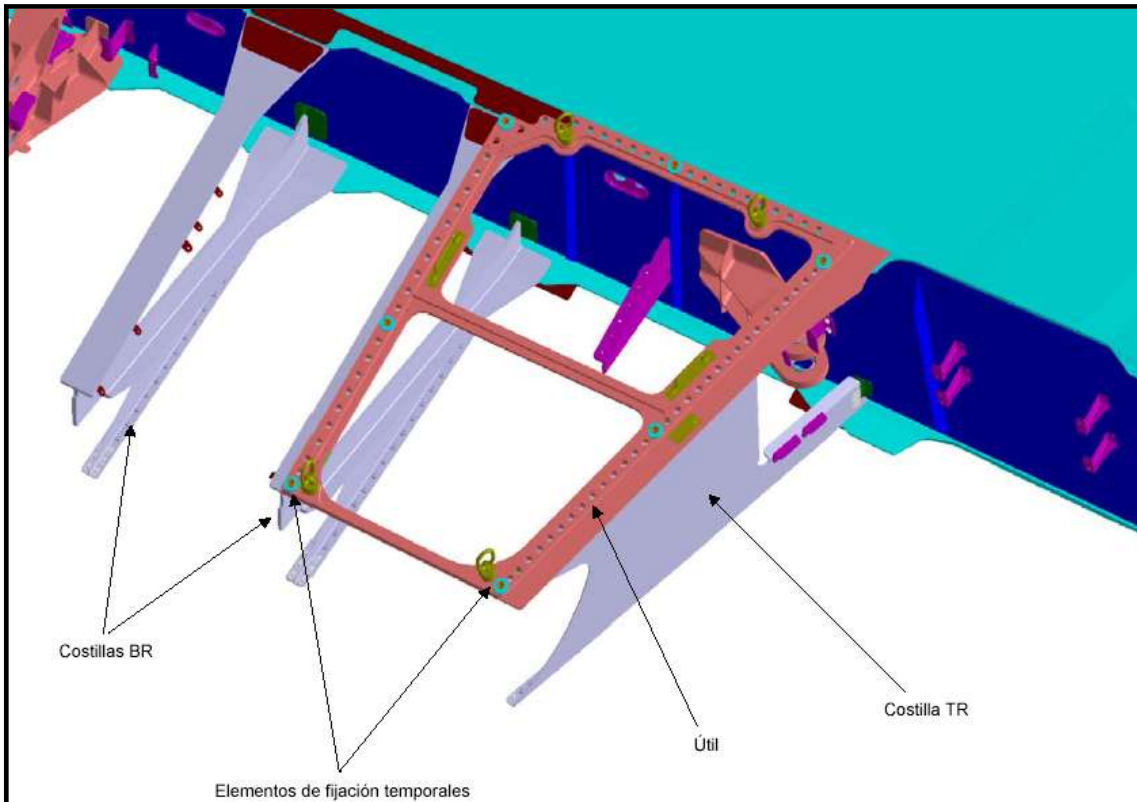 Costillas BR
Costilla TR
Útil
Elementos de fijación temporales